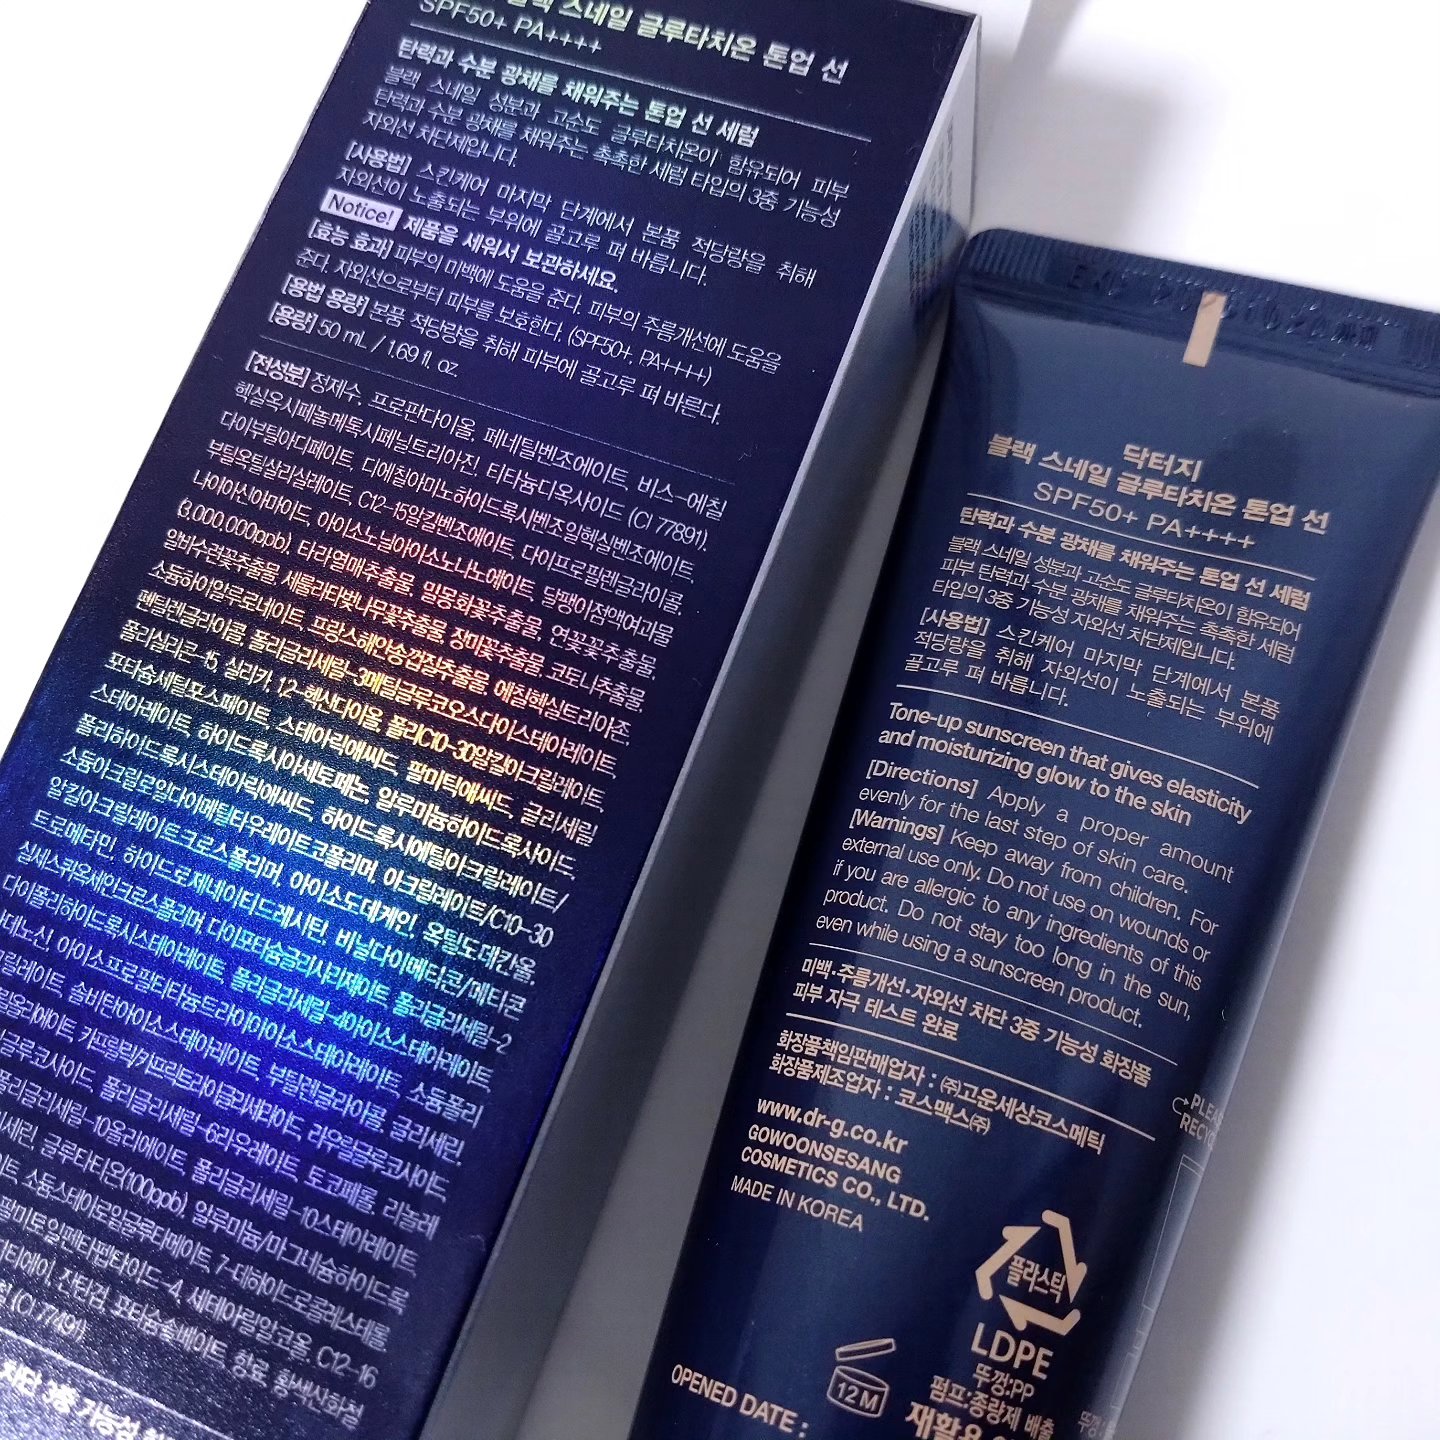 스네일 글루타치온 톤업 선
SPF50+ PA++++
탄력과 수분 광채를 채워주는 톤업 선 세럼
블랙 스네일 성분과 고순도 글루타치온이 함유되어 피부
탄력과 수분 광채를 채워주는 촉촉한 세럼 타입의 3중 기능성
자외선 차단제입니다.
[사용법] 스킨케어 마지막 단계에서 본품 적당량을 취해
자외선이 노출되는 부위에 골고루 펴 바릅니다.
Notice! 제품을 세워서 보관하세요.
[효능 효과] 피부의 미백에 도움을 준다. 피부의 주름개선에 도움을
준다. 자외선으로부터 피부를 보호한다. (SPF50+, PA++++)
[용법 용량] 본품 적당량을 취해 피부에 골고루 펴 바른다.
[용량] 50 mL / 1.69 fl. oz.
[전성분] 정제수, 프로판다이올, 페네틸벤조에이트, 비스-에칠
헥실옥시페놀메톡시페닐트리아진, 티타늄디옥사이드 (CI 77891),
다이부틸아디페이트, 디에칠아미노하이드록시벤조일헥실벤조에이트,
부틸옥틸살리실레이트, C12-15알킬벤조에이트, 다이프로필렌글라이콜,
나이아신아마이드, 아이소노닐아이소노나노에이트, 달팽이점액여과물
(3,000,000ppb), 타라열매추출물, 밀몽화꽃추출물, 연꽃꽃추출물,
알바수련꽃추출물, 세룰라타벚나무꽃추출물, 장미꽃추출물, 코토니추출물,
소듐하이알루로네이트, 프랑스해안송껍질추출물, 에칠헥실트리아존,
펜틸렌글라이콜, 폴리글리세릴-3메틸글루코오스다이스테아레이트,
폴리실리콘-15, 실리카, 1,2-헥산다이올, 폴리C10-30알킬아크릴레이트,
포타슘세틸포스페이트, 스테아릭애씨드, 팔미틱애씨드, 글리세릴
스테아레이트, 하이드록시아세토페논, 알루미늄하이드록사이드,
폴리하이드록시스테아릭애씨드, 하이드록시에틸아크릴레이트/
소듐아크릴로일다이메틸타우레이트코폴리머, 아크릴레이트/C10-30
알킬아크릴레이트크로스폴리머, 아이소도데케인, 옥틸도데칸올,
트로메타민, 하이드로제네이티드레시틴, 비닐다이메티콘/메티콘
실세스퀴옥세인크로스폴리머, 다이포타슘글리시리제이트, 폴리글리세릴-2
다이폴리하이드록시스테아레이트, 폴리글리세릴-4아이소스테아레이트,
데노신, 아이소프로필티타늄트라이아이소스테아레이트, 소듐폴리
릴레이트, 솔비탄아이소스테아레이트, 부틸렌글라이콜, 글리세린,
릴올리에이트, 카프릴릭/카프릭트라이글리세라이드, 라우릴글루코사이드,
글루코사이드, 폴리글리세릴-6라우레이트, 토코페롤, 리놀레
폴리글리세릴-10올리에이트, 폴리글리세릴-10스테아레이트,
세린, 글루타티온(100ppb), 알루미늄/마그네슘하이드록
트, 소듐스테아로일글루타메이트, 7-데하이드로콜레스테롤,
팔미토일펜타펩타이드-4, 세테아릴알코올, C12-16
티에이, 잔탄검, 포타슘솔베이트, 향료, 황색산화철
(CI 77491)
차단 3중 기능성
닥터지
블랙 스네일 글루타치온 톤업 선
SPF50+ PA++++
탄력과 수분 광채를 채워주는 톤업 선 세럼
블랙 스네일 성분과 고순도 글루타치온이 함유되어
피부 탄력과 수분 광채를 채워주는 촉촉한 세럼
타입의 3중 기능성 자외선 차단제입니다.
[사용법] 스킨케어 마지막 단계에서 본품
적당량을 취해 자외선이 노출되는 부위에
골고루 펴 바릅니다.
Tone-up sunscreen that gives elasticity
and moisturizing glow to the skin
[Directions] Apply a proper amount
evenly for the last step of skin care.
[Warnings] Keep away from children. For
external use only. Do not use on wounds or
if you are allergic to any ingredients of this
product. Do not stay too long in the sun,
even while using a sunscreen product.
미백·주름개선·자외선 차단 3중 기능성 화장품
피부 자극 테스트 완료
화장품책임판매업자 : ㈜고운세상코스메틱
화장품제조업자 : 코스맥스㈜
www.dr-g.co.kr
GOWOONSESANG
COSMETICS CO., LTD.
MADE IN KOREA
플라스틱
LDPE
뚜껑:PP
펌프:종량제 배출
OPENED DATE :
12M